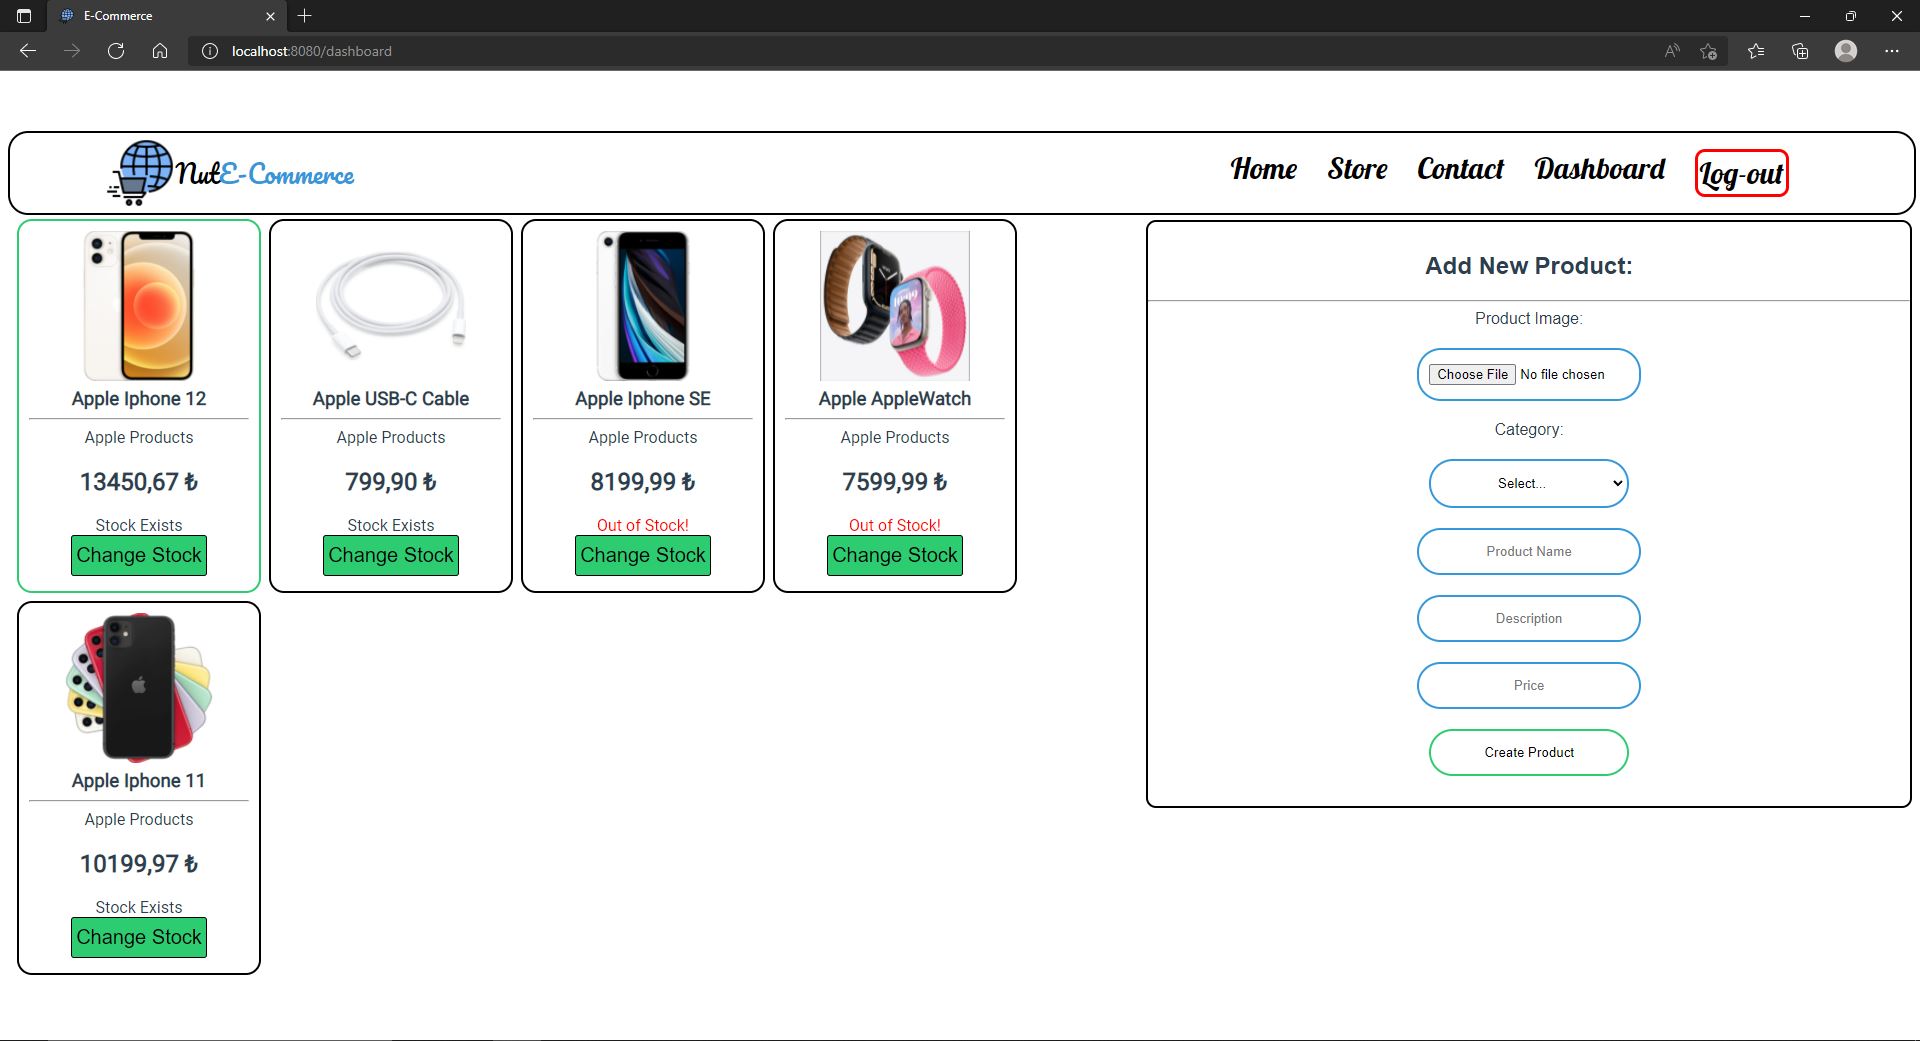 E-Commerce
localhost:8080/dashboard
NutE-Commerce
Home Store Contact Dashboard Log-out
Apple Iphone 12
Apple Products
13450,67 ₺
Stock Exists
Change Stock
Apple USB-C Cable
Apple Products
799,90 ₺
Stock Exists
Change Stock
Apple Iphone SE
Apple Products
8199,99 ₺
Out of Stock!
Change Stock
Apple AppleWatch
Apple Products
7599,99 ₺
Out of Stock!
Change Stock
Apple Iphone 11
Apple Products
10199,97 ₺
Stock Exists
Change Stock
Add New Product:
Product Image:
Choose File No file chosen
Category:
Select...
Product Name
Description
Price
Create Product